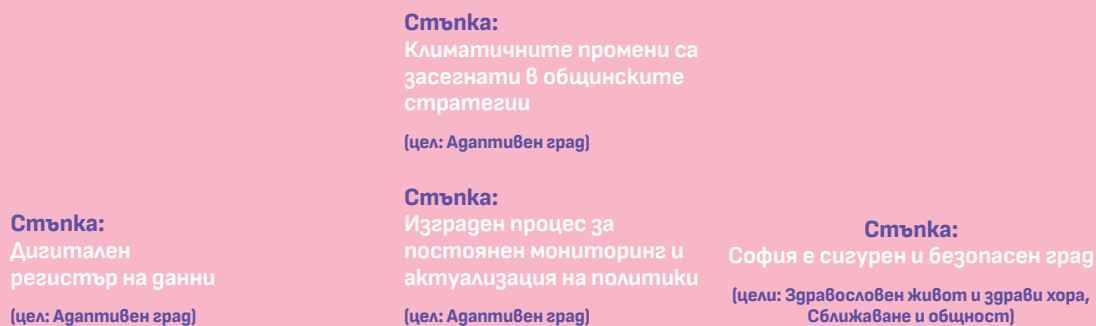 Стъпка:
Климатичните промени са
засегнати в общинските
стратегии
(цел: Адаптивен град)
Стъпка:
Дигитален
регистър на данни
(цел: Адаптивен град)
Стъпка:
Изграден процес за
постоянен мониторинг и
актуализация на политики
(цел: Адаптивен град)
Стъпка:
София е сигурен и безопасен град
(цели: Здравословен живот и здрави хора,
Сближаване и общност)